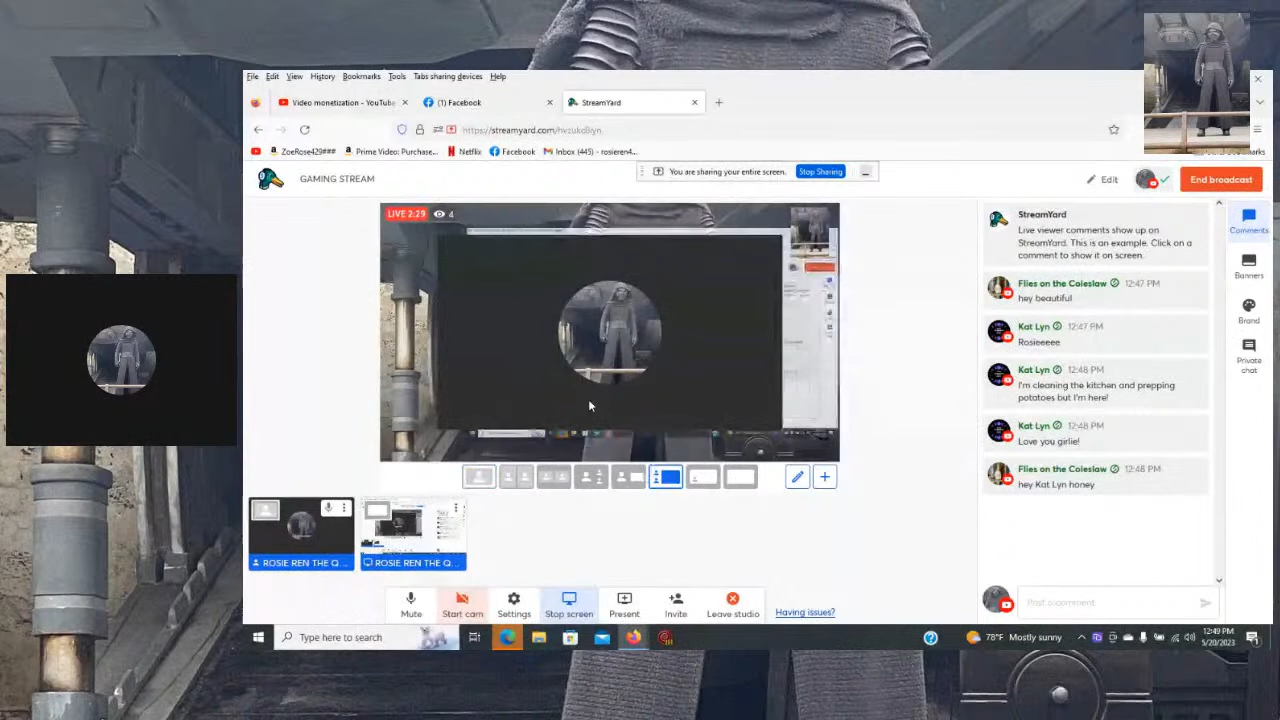 File Edit View History Bookmarks Tools Tabs sharing devices Help
Video monetization - YouTube
(1) Facebook
StreamYard
https://streamyard.com/hvzukd8iyn
ZoeRose429###
Prime Video: Purchase...
Netflix
Facebook
Inbox (445) - rosieren4...
You are sharing your entire screen.
Stop Sharing
GAMING STREAM
Edit
End broadcast
LIVE 2:29
4
StreamYard
Live viewer comments show up on
StreamYard. This is an example. Click on a
comment to show it on screen.
Flies on the Coleslaw 12:47 PM
hey beautiful
Kat Lyn 12:47 PM
Rosieeeee
Kat Lyn 12:48 PM
I'm cleaning the kitchen and prepping
potatoes but I'm here!
Kat Lyn 12:48 PM
Love you girlie!
Flies on the Coleslaw 12:48 PM
hey Kat Lyn honey
Comments
Banners
Brand
Private
chat
ROSIE REN THE Q...
ROSIE REN THE Q...
Mute
Start cam
Settings
Stop screen
Present
Invite
Leave studio
Having issues?
Post a comment
Type here to search
78°F Mostly sunny
12:49 PM
5/20/2023